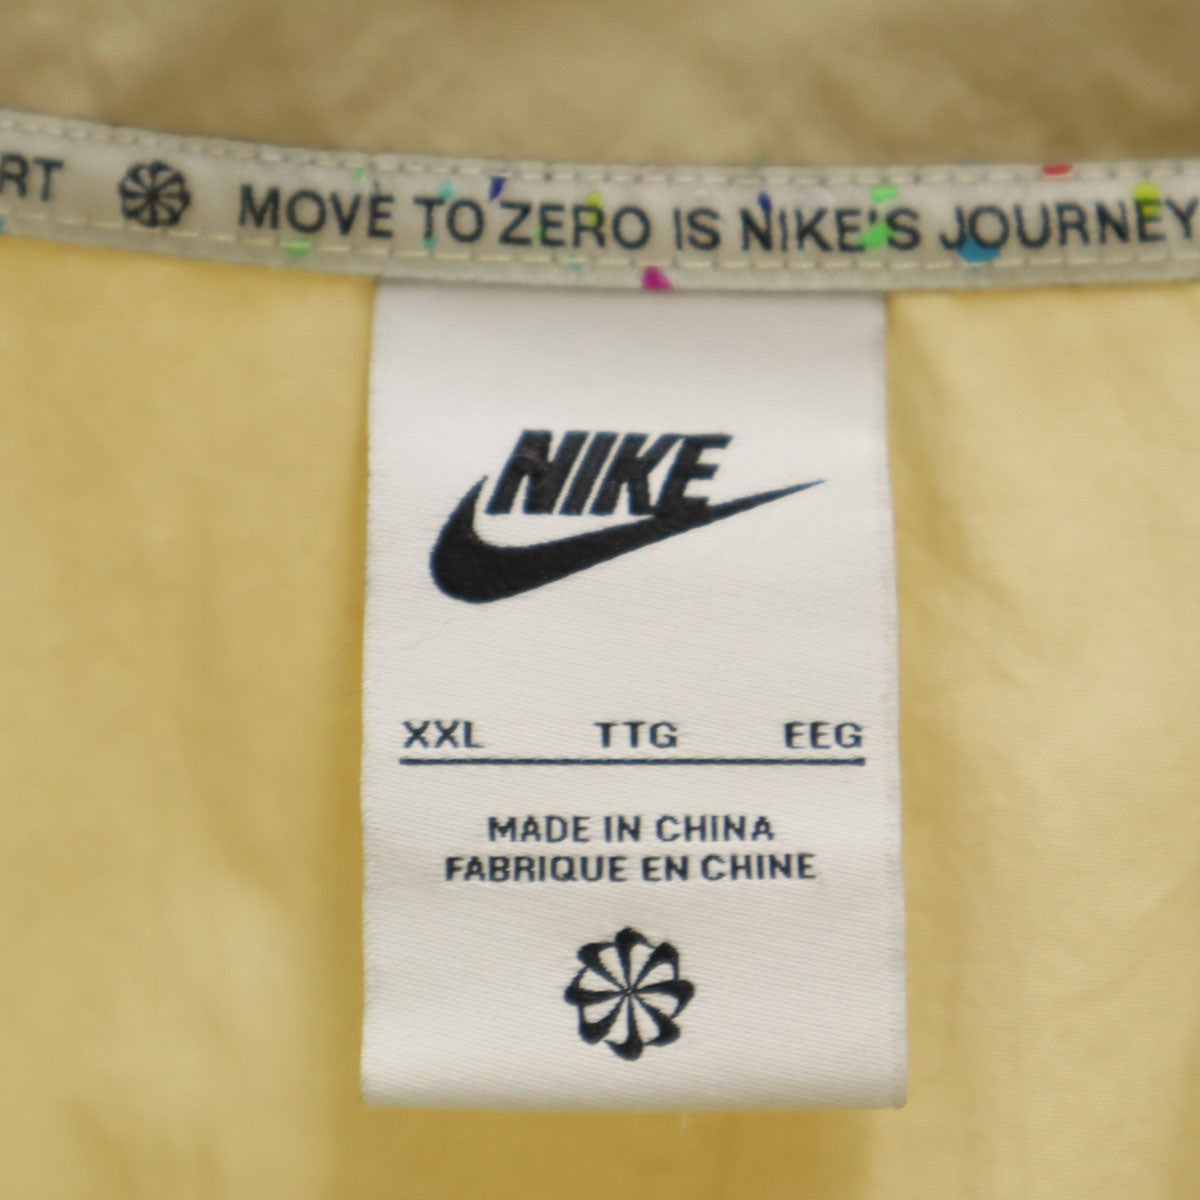 RT MOVE TO ZERO IS NIKE'S JOURNEY
NIKE
XXL TTG EEG
MADE IN CHINA
FABRIQUE EN CHINE